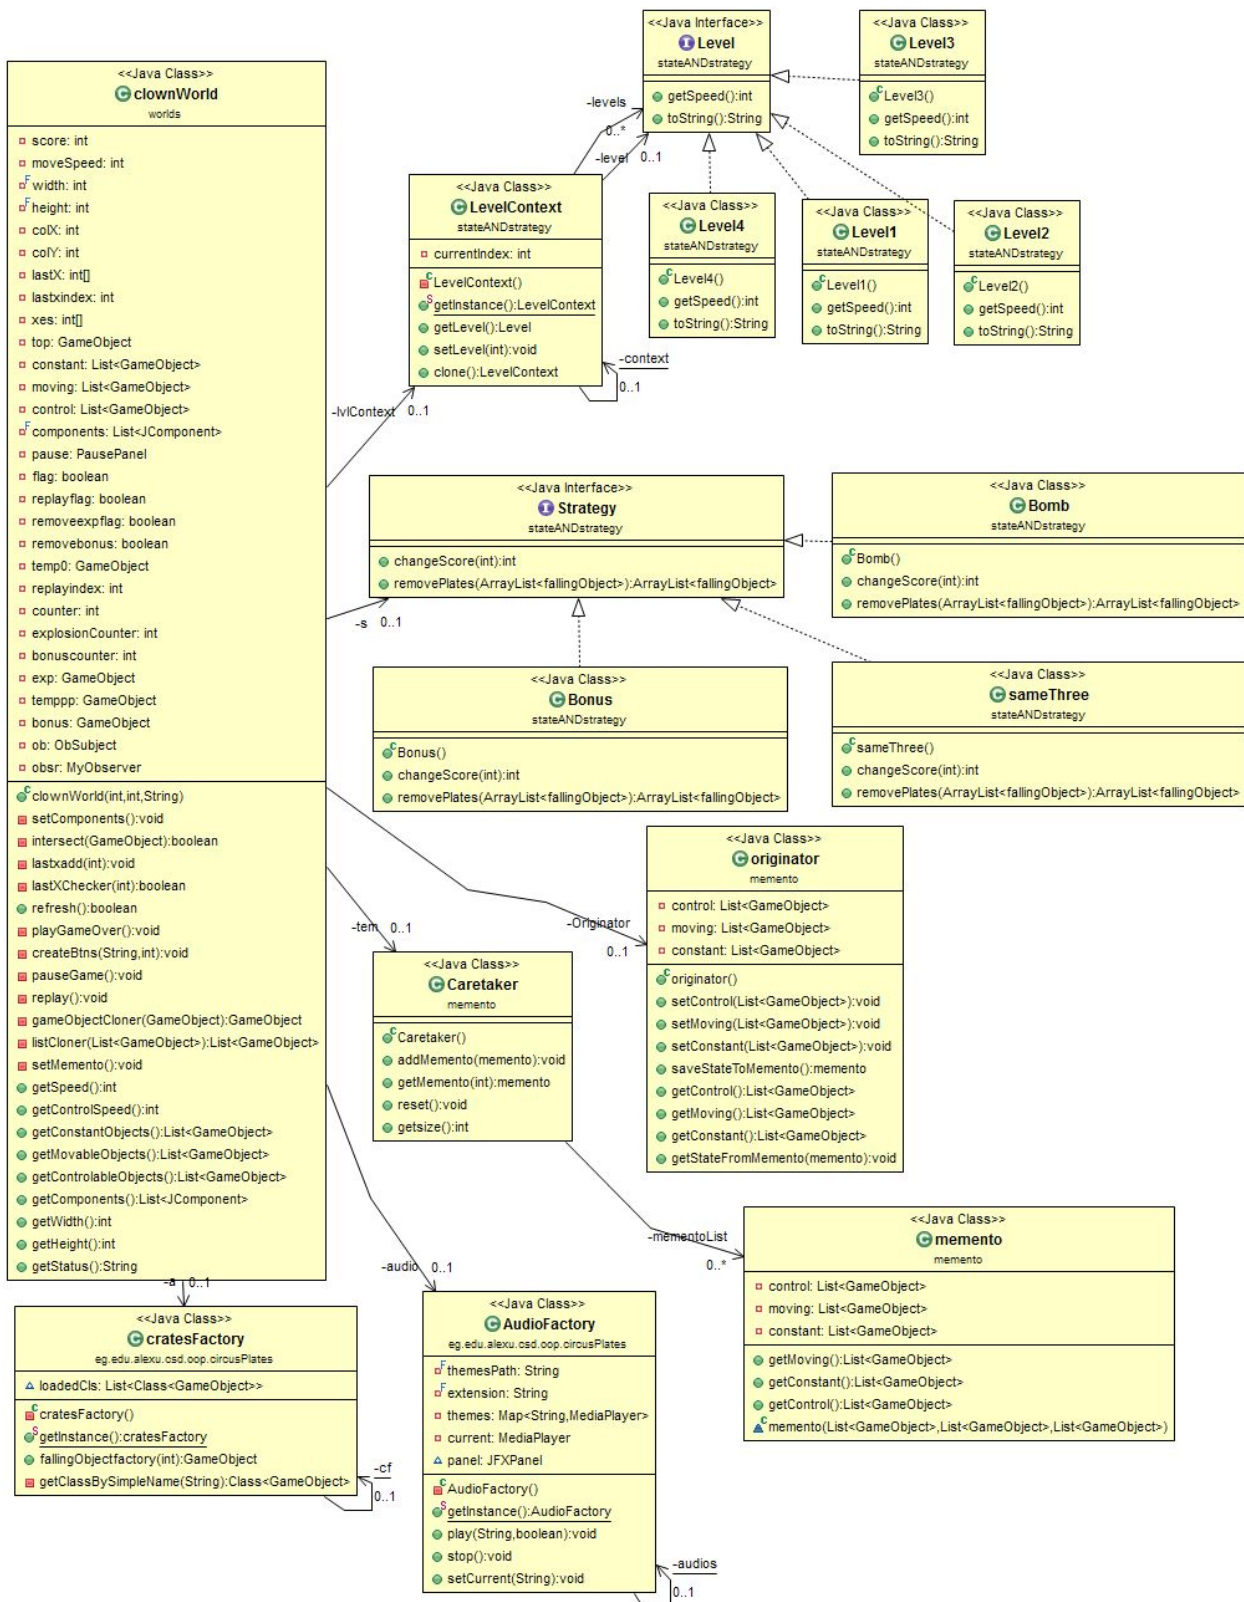 <<Java Class>>
clownWorld
worlds
score: int
moveSpeed: int
width: int
height: int
colX: int
colY: int
lastX: int[]
lastxindex: int
xes: int[]
top: GameObject
constant: List<GameObject>
moving: List<GameObject>
control: List<GameObject>
components: List<JComponent>
pause: PausePanel
flag: boolean
replayflag: boolean
removeexpflag: boolean
removebonus: boolean
temp0: GameObject
replayindex: int
counter: int
explosionCounter: int
bonuscounter: int
exp: GameObject
temppp: GameObject
bonus: GameObject
ob: ObSubject
obsr: MyObserver
clownWorld(int,int,String)
setComponents():void
intersect(GameObject):boolean
lastxadd(int):void
lastXChecker(int):boolean
refresh():boolean
playGameOver():void
createBtns(String,int):void
pauseGame():void
replay():void
gameObjectCloner(GameObject):GameObject
listCloner(List<GameObject>):List<GameObject>
setMemento():void
getSpeed():int
getControlSpeed():int
getConstantObjects():List<GameObject>
getMovableObjects():List<GameObject>
getControlableObjects():List<GameObject>
getComponents():List<JComponent>
getWidth():int
getHeight():int
getStatus():String
<<Java Interface>>
Level
stateANDstrategy
getSpeed():int
toString():String
<<Java Class>>
Level3
stateANDstrategy
Level3()
getSpeed():int
toString():String
-levels
0..*
-level
0..1
<<Java Class>>
LevelContext
stateANDstrategy
currentIndex: int
LevelContext()
getInstance():LevelContext
getLevel():Level
setLevel(int):void
clone():LevelContext
-context
0..1
<<Java Class>>
Level4
stateANDstrategy
Level4()
getSpeed():int
toString():String
<<Java Class>>
Level1
stateANDstrategy
Level1()
getSpeed():int
toString():String
<<Java Class>>
Level2
stateANDstrategy
Level2()
getSpeed():int
toString():String
-lvlContext 0..1
<<Java Interface>>
Strategy
stateANDstrategy
changeScore(int):int
removePlates(ArrayList<fallingObject>):ArrayList<fallingObject>
<<Java Class>>
Bomb
stateANDstrategy
Bomb()
changeScore(int):int
removePlates(ArrayList<fallingObject>):ArrayList<fallingObject>
-s 0..1
<<Java Class>>
Bonus
stateANDstrategy
Bonus()
changeScore(int):int
removePlates(ArrayList<fallingObject>):ArrayList<fallingObject>
<<Java Class>>
sameThree
stateANDstrategy
sameThree()
changeScore(int):int
removePlates(ArrayList<fallingObject>):ArrayList<fallingObject>
<<Java Class>>
originator
memento
control: List<GameObject>
moving: List<GameObject>
constant: List<GameObject>
originator()
setControl(List<GameObject>):void
setMoving(List<GameObject>):void
setConstant(List<GameObject>):void
saveStateToMemento():memento
getControl():List<GameObject>
getMoving():List<GameObject>
getConstant():List<GameObject>
getStateFromMemento(memento):void
-Originator
0..1
-tem 0..1
<<Java Class>>
Caretaker
memento
Caretaker()
addMemento(memento):void
getMemento(int):memento
reset():void
getsize():int
-mementoList
0..*
<<Java Class>>
memento
memento
control: List<GameObject>
moving: List<GameObject>
constant: List<GameObject>
getMoving():List<GameObject>
getConstant():List<GameObject>
getControl():List<GameObject>
memento(List<GameObject>,List<GameObject>,List<GameObject>)
-a 0..1
<<Java Class>>
cratesFactory
eg.edu.alexu.csd.oop.circusPlates
loadedCls: List<Class<GameObject>>
cratesFactory()
getInstance():cratesFactory
fallingObjectfactory(int):GameObject
getClassBySimpleName(String):Class<GameObject>
-cf
0..1
-audio 0..1
<<Java Class>>
AudioFactory
eg.edu.alexu.csd.oop.circusPlates
themesPath: String
extension: String
themes: Map<String,MediaPlayer>
current: MediaPlayer
panel: JFXPanel
AudioFactory()
getInstance():AudioFactory
play(String,boolean):void
stop():void
setCurrent(String):void
-audios
0..1